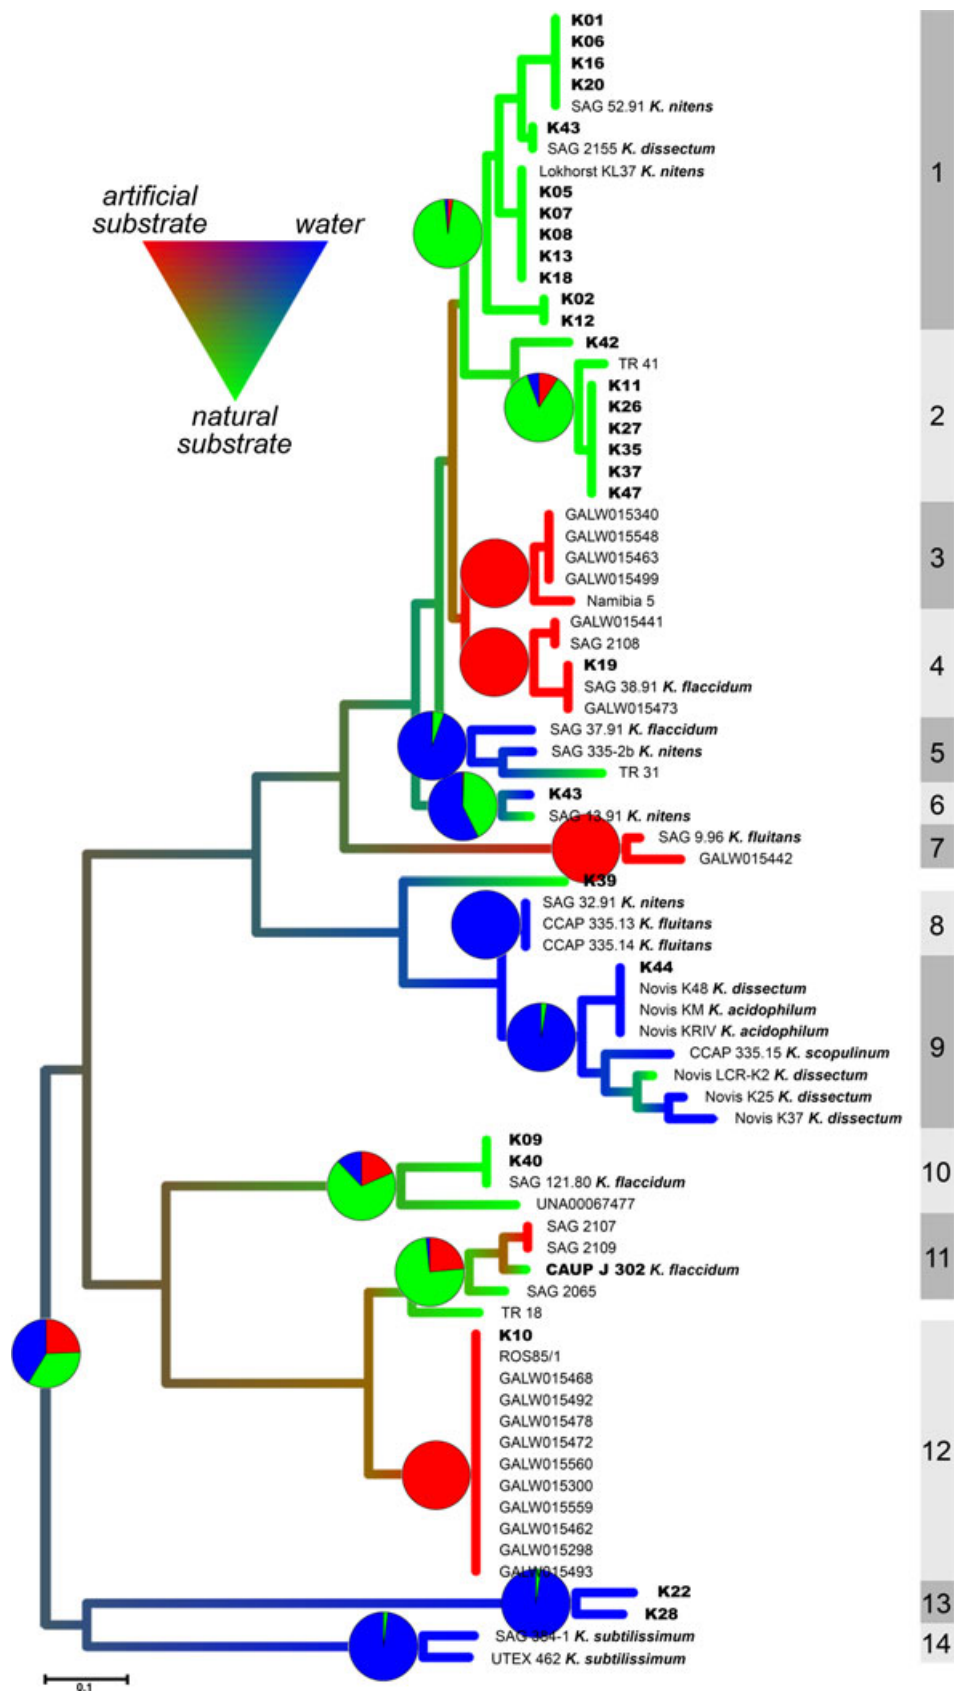 K01
K06
K16
K20
SAG 52.91 K. nitens
K43
SAG 2155 K. dissectum
Lokhorst KL37 K. nitens
K05
K07
K08
K13
K18
K02
K12
1
artificial substrate
water
natural substrate
K42
TR 41
K11
K26
K27
K35
K37
K47
2
GALW015340
GALW015548
GALW015463
GALW015499
Namibia 5
3
GALW015441
SAG 2108
K19
SAG 38.91 K. flaccidum
GALW015473
4
SAG 37.91 K. flaccidum
SAG 335-2b K. nitens
TR 31
5
K43
SAG 13.91 K. nitens
6
SAG 9.96 K. fluitans
GALW015442
7
K39
SAG 32.91 K. nitens
CCAP 335.13 K. fluitans
CCAP 335.14 K. fluitans
8
K44
Novis K48 K. dissectum
Novis KM K. acidophilum
Novis KRIV K. acidophilum
CCAP 335.15 K. scopulinum
Novis LCR-K2 K. dissectum
Novis K25 K. dissectum
Novis K37 K. dissectum
9
K09
K40
SAG 121.80 K. flaccidum
UNA00067477
10
SAG 2107
SAG 2109
CAUP J 302 K. flaccidum
SAG 2065
11
TR 18
K10
ROS85/1
GALW015468
GALW015492
GALW015478
GALW015472
GALW015560
GALW015300
GALW015559
GALW015462
GALW015298
GALW015493
12
K22
K28
13
SAG 384-1 K. subtilissimum
UTEX 462 K. subtilissimum
14
0.1